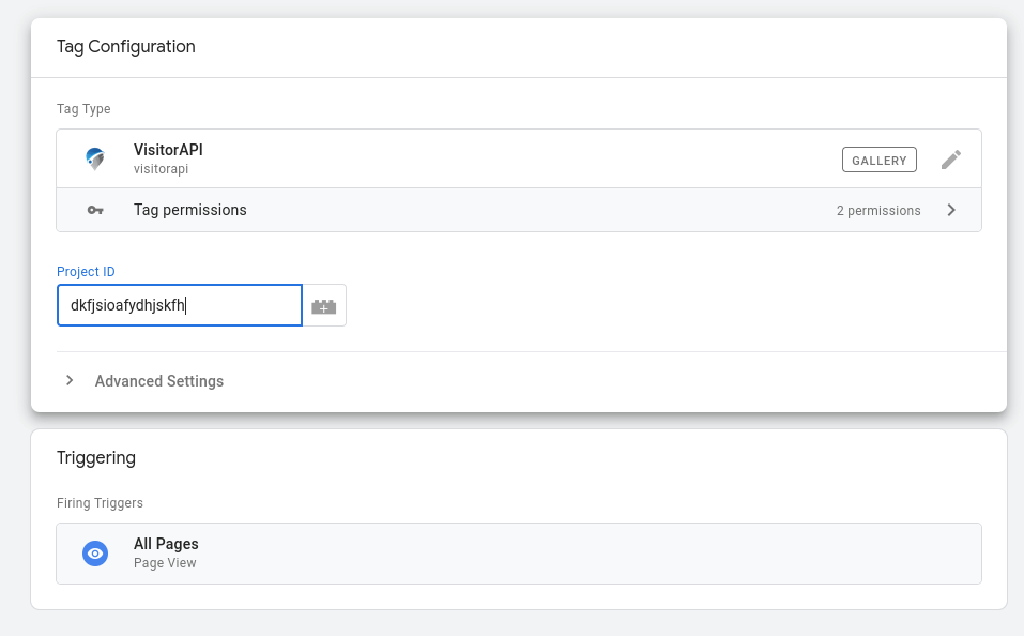 Tag Configuration
Tag Type
VisitorAPI
visitorapi
GALLERY
Tag permissions
2 permissions
Project ID
dkfjsioafydhjskfh
Advanced Settings
Triggering
Firing Triggers
All Pages
Page View